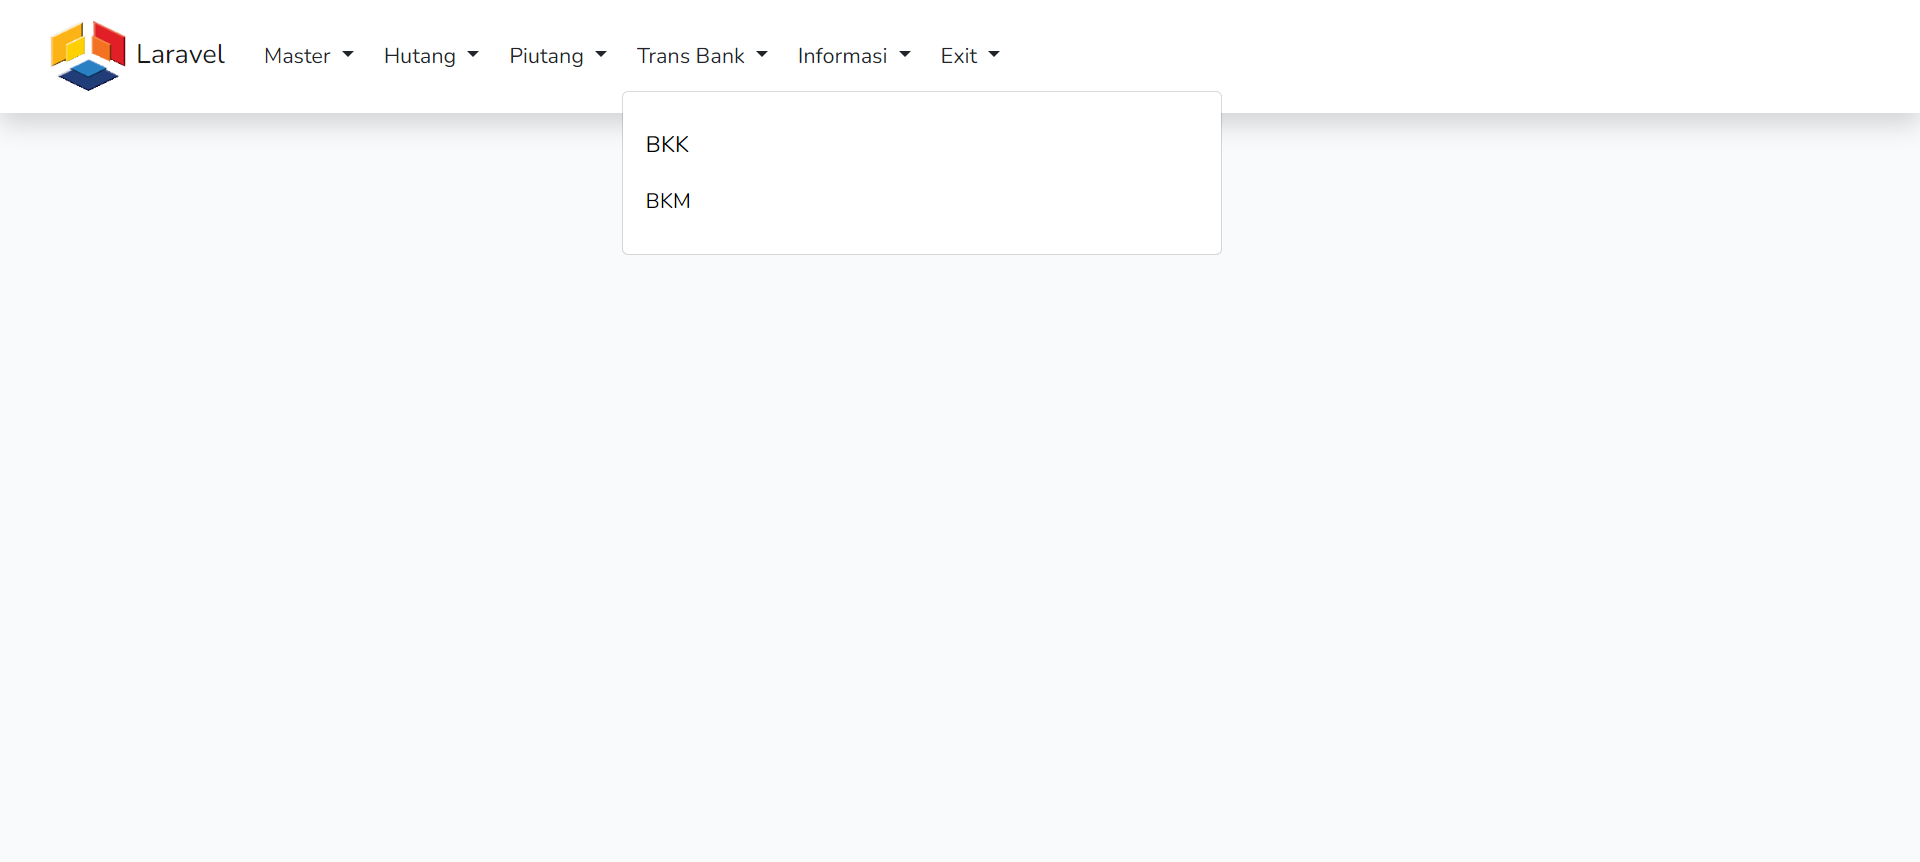 Laravel Master Hutang Piutang Trans Bank Informasi Exit
BKK
BKM